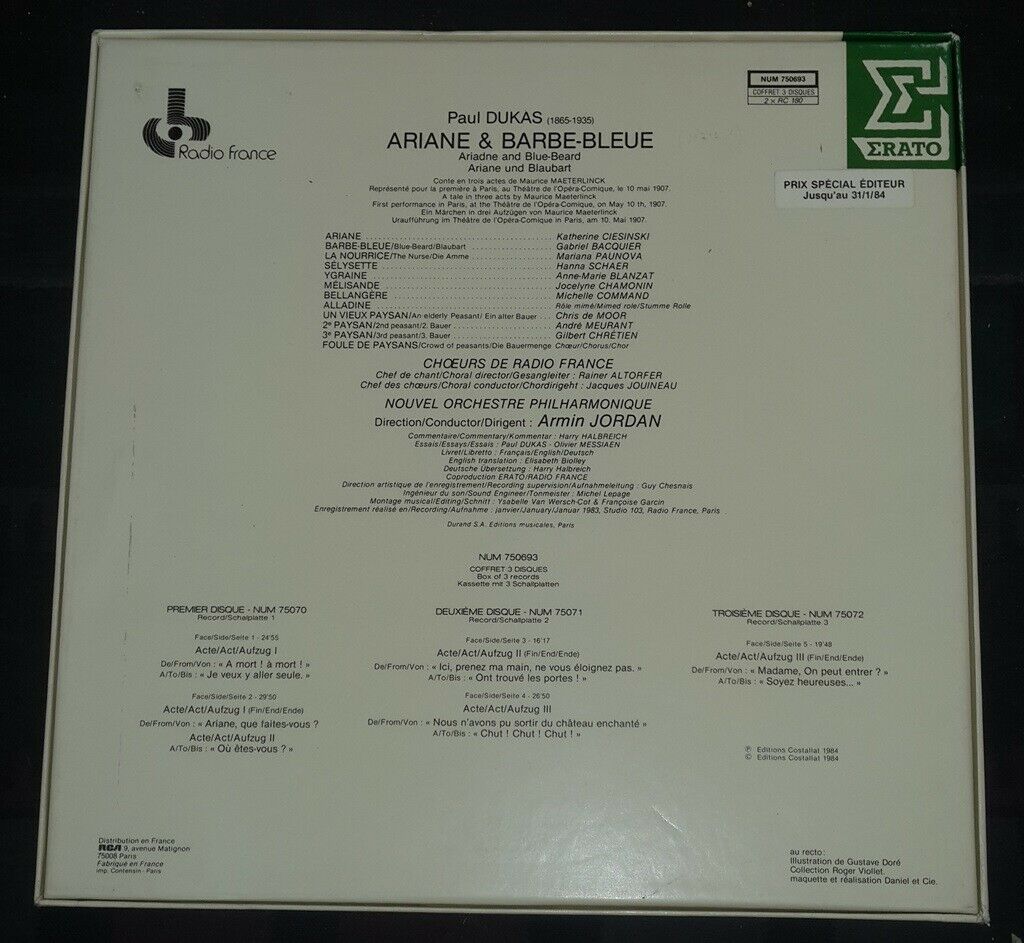 Radio france
NUM 750693
COFFRET 3 DISQUES
2 x RC 190
ERATO
PRIX SPÉCIAL ÉDITEUR
Jusqu'au 31/1/84
Paul DUKAS (1865-1935)
ARIANE & BARBE-BLEUE
Ariadne and Blue-Beard
Ariane und Blaubart
Conte en trois actes de Maurice MAETERLINCK
Représenté pour la première à Paris, au Théâtre de l'Opéra-Comique, le 10 mai 1907.
A tale in three acts by Maurice Maeterlinck
First performance in Paris, at the Théâtre de l'Opéra-Comique, on May 10 th, 1907.
Ein Märchen in drei Aufzügen von Maurice Maeterlinck
Uraufführung im Théâtre de l'Opéra-Comique in Paris, am 10, Mai 1907.
ARIANE ........ Katherine CIESINSKI
BARBE-BLEUE/Blue-Beard/Blaubart ........ Gabriel BACQUIER
LA NOURRICE/The Nurse/Die Amme ........ Mariana PAUNOVA
SÉLYSETTE ........ Hanna SCHAER
YGRAINE ........ Anne-Marie BLANZAT
MÉLISANDE ........ Jocelyne CHAMONIN
BELLANGÈRE ........ Michelle COMMAND
ALLADINE ........ Rôle mimé/Mimed role/Stumme Rolle
UN VIEUX PAYSAN/An elderly Peasant/ Ein alter Bauer ... Chris de MOOR
2e PAYSAN/2nd peasant/2. Bauer ........ André MEURANT
3e PAYSAN/3rd peasant/3. Bauer ........ Gilbert CHRÉTIEN
FOULE DE PAYSANS/Crowd of peasants/Die Bauermenge Chœur/Chorus/Chor
CHŒURS DE RADIO FRANCE
Chef de chant/Choral director/Gesangleiter : Rainer ALTORFER
Chef des chœurs/Choral conductor/Chordirigeht : Jacques JOUINEAU
NOUVEL ORCHESTRE PHILHARMONIQUE
Direction/Conductor/Dirigent : Armin JORDAN
Commentaire/Commentary/Kommentar : Harry HALBREICH
Essais/Essays/Essais : Paul DUKAS - Olivier MESSIAEN
Livret/Libretto : Français/English/Deutsch
English translation : Elisabeth Biolley
Deutsche Übersetzung : Harry Halbreich
Coproduction ERATO/RADIO FRANCE
Direction artistique de l'enregistrement/Recording supervision/Aufnahmeleitung : Guy Chesnais
Ingénieur du son/Sound Engineer/Tonmeister : Michel Lepage
Montage musical/Editing/Schnitt : Ysabelle Van Wersch-Cot & Françoise Garcin
Enregistrement réalisé en/Recording/Aufnahme : janvier/January/Januar 1983, Studio 103, Radio France, Paris
Durand S.A. Editions musicales, Paris
NUM 750693
COFFRET 3 DISQUES
Box of 3 records
Kassette mit 3 Schallplatten
PREMIER DISQUE - NUM 75070
Record/Schallplatte 1
Face/Side/Seite 1 - 24'55
Acte/Act/Aufzug I
De/From/Von : « A mort ! à mort ! »
A/To/Bis : « Je veux y aller seule. »
Face/Side/Seite 2 - 29'50
Acte/Act/Aufzug I (Fin/End/Ende)
De/From/Von : « Ariane, que faites-vous ?
Acte/Act/Aufzug II
A/To/Bis : « Où êtes-vous ? »
DEUXIÈME DISQUE - NUM 75071
Record/Schallplatte 2
Face/Side/Seite 3 - 16'17
Acte/Act/Aufzug II (Fin/End/Ende)
De/From/Von : « Ici, prenez ma main, ne vous éloignez pas. »
A/To/Bis : « Ont trouvé les portes ! »
Face/Side/Seite 4 - 26'50
Acte/Act/Aufzug III
De/From/Von : « Nous n'avons pu sortir du château enchanté »
A/To/Bis : « Chut ! Chut ! Chut ! »
TROISIÈME DISQUE - NUM 75072
Record/Schallplatte 3
Face/Side/Seite 5 - 19'48
Acte/Act/Aufzug III (Fin/End/Ende)
De/From/Von : « Madame, On peut entrer ? »
A/To/Bis : « Soyez heureuses... »
℗ Editions Costallat 1984
© Editions Costallat 1984
Distribution en France
RCA 9, avenue Matignon
75008 Paris
Fabriqué en France
imp. Contensin - Paris
au recto :
Illustration de Gustave Doré
Collection Roger Viollet.
maquette et réalisation Daniel et Cie.